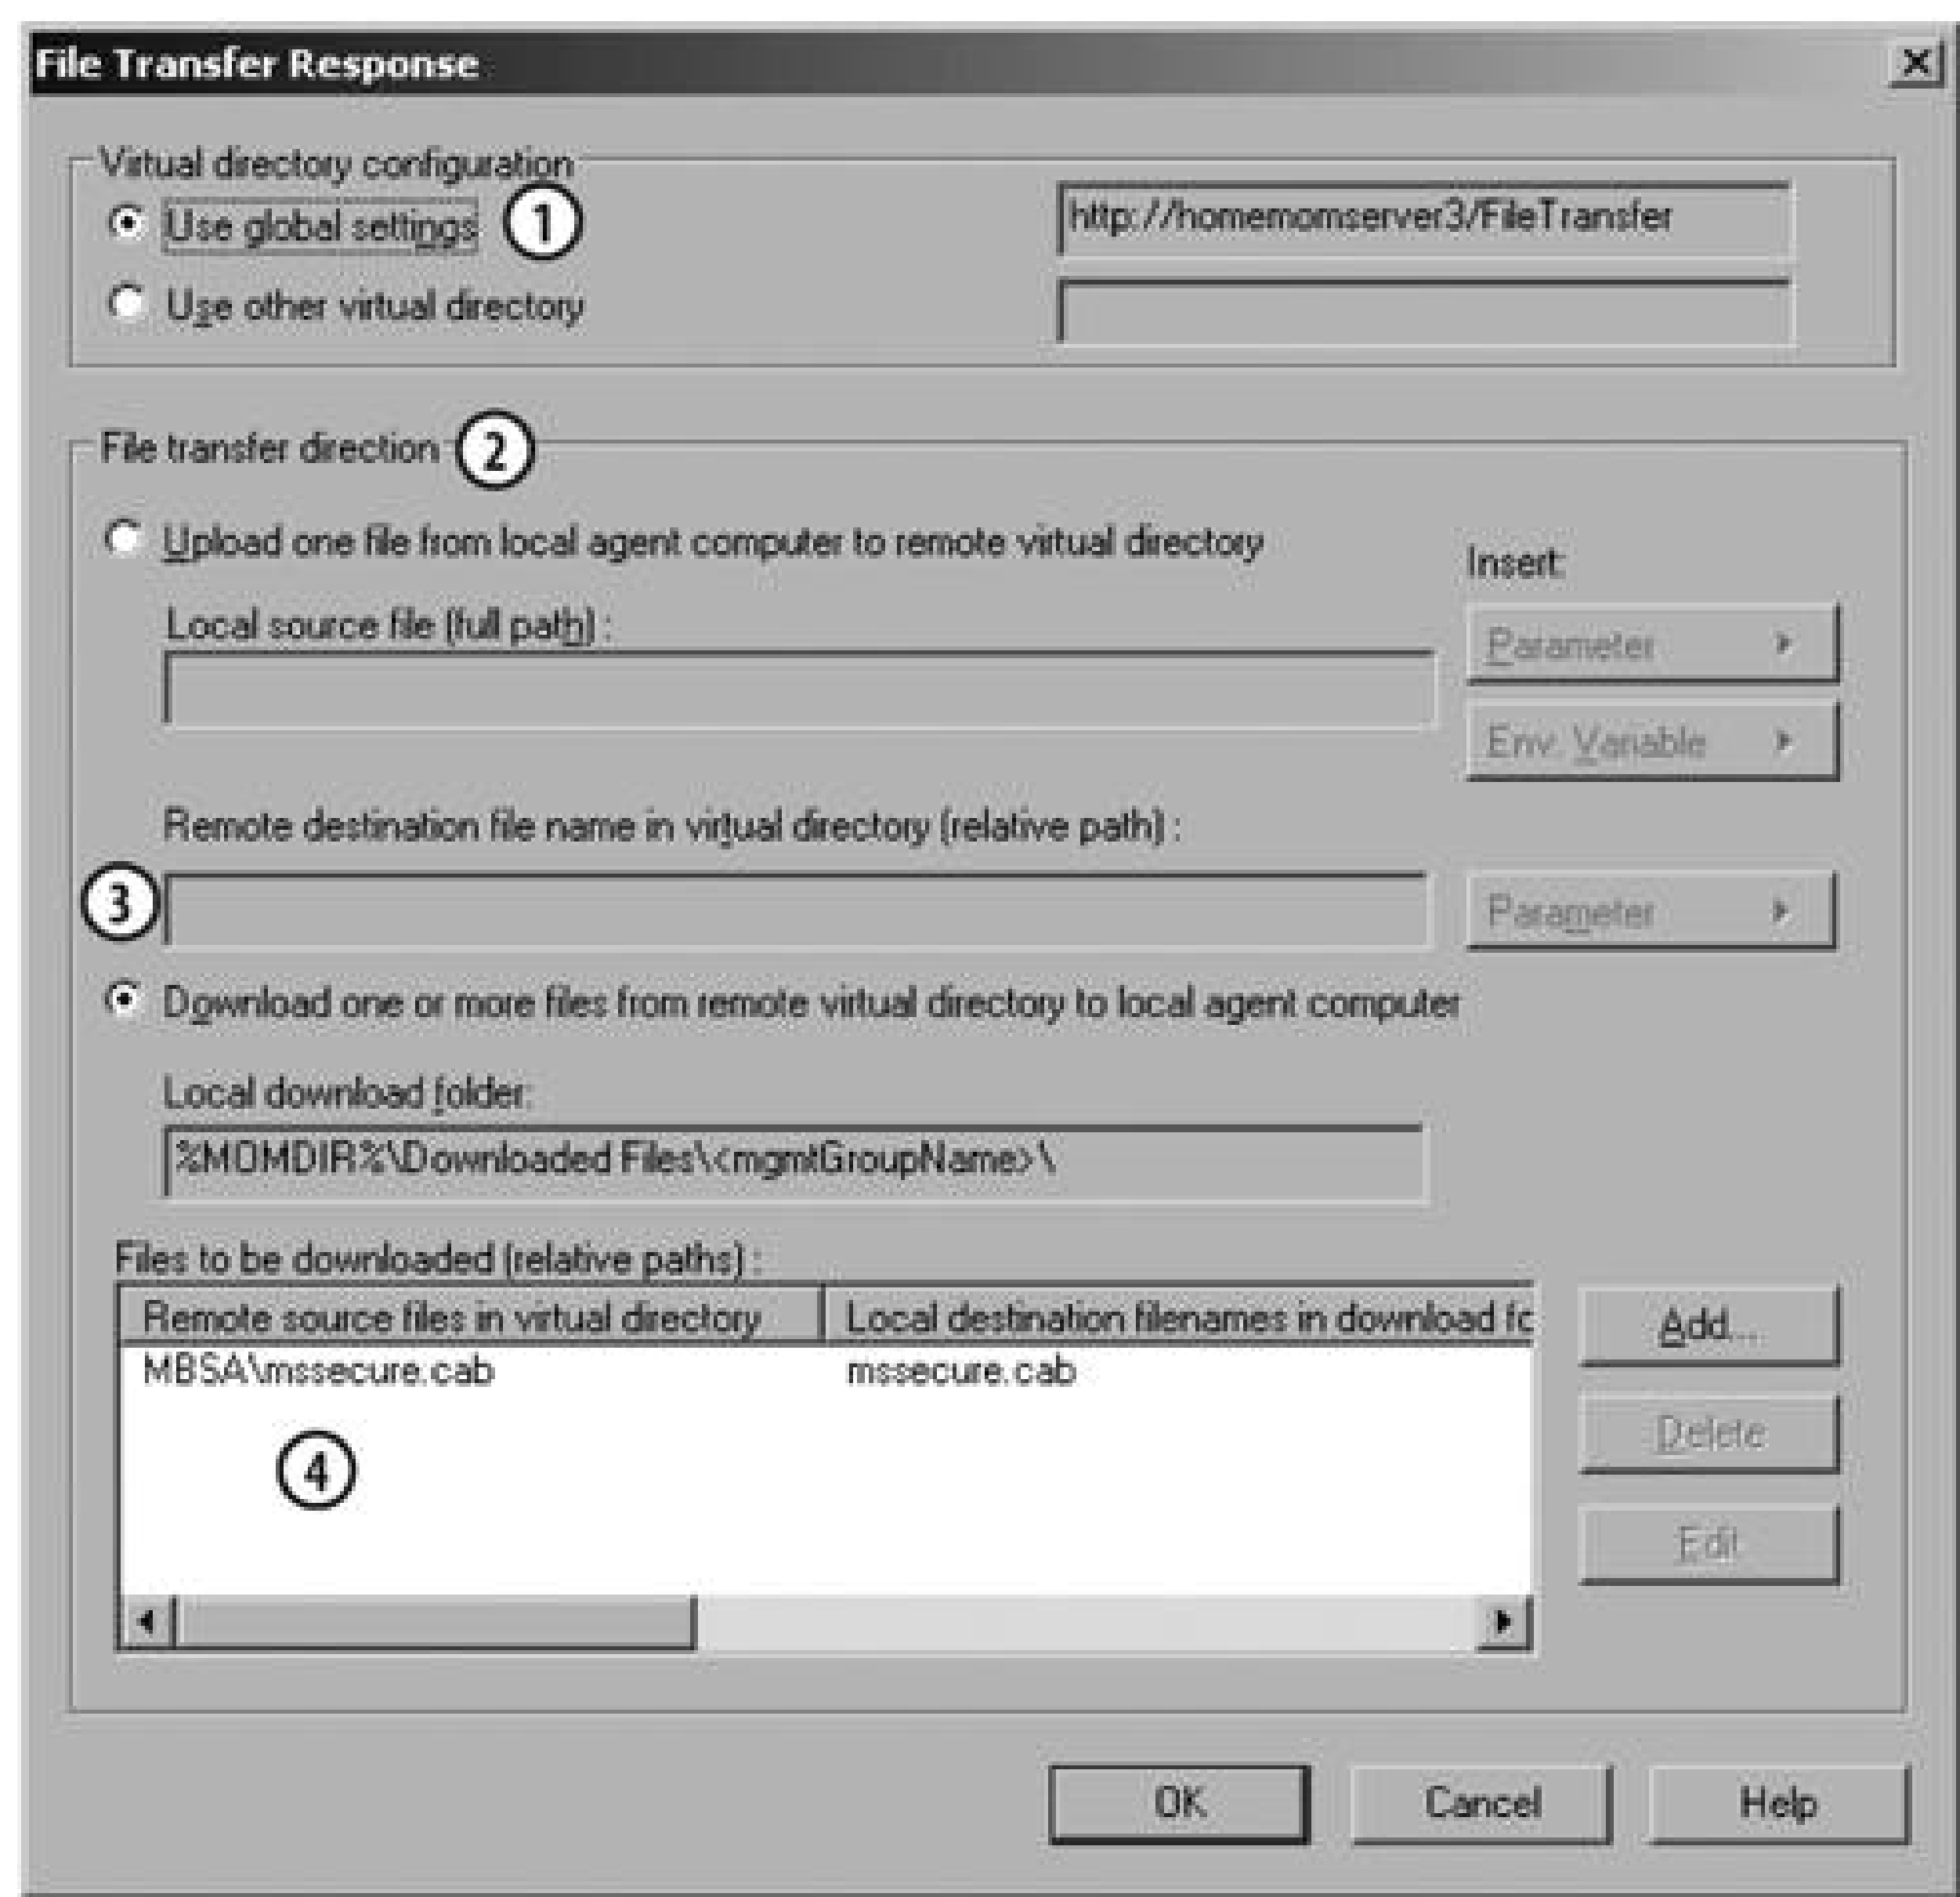 File Transfer Response
Virtual directory configuration
Use global settings 1 http://homemomserver3/FileTransfer
Use other virtual directory
File transfer direction 2
Upload one file from local agent computer to remote virtual directory
Insert:
Local source file (full path) :
Parameter
Env. Variable
Remote destination file name in virtual directory (relative path) :
3
Parameter
Download one or more files from remote virtual directory to local agent computer
Local download folder:
%MOMDIR%\Downloaded Files\<mgmtGroupName>\
Files to be downloaded (relative paths) :
Remote source files in virtual directory Local destination filenames in download fo
Add...
MBSA\mssecure.cab mssecure.cab
Delete
4
Edit
OK Cancel Help